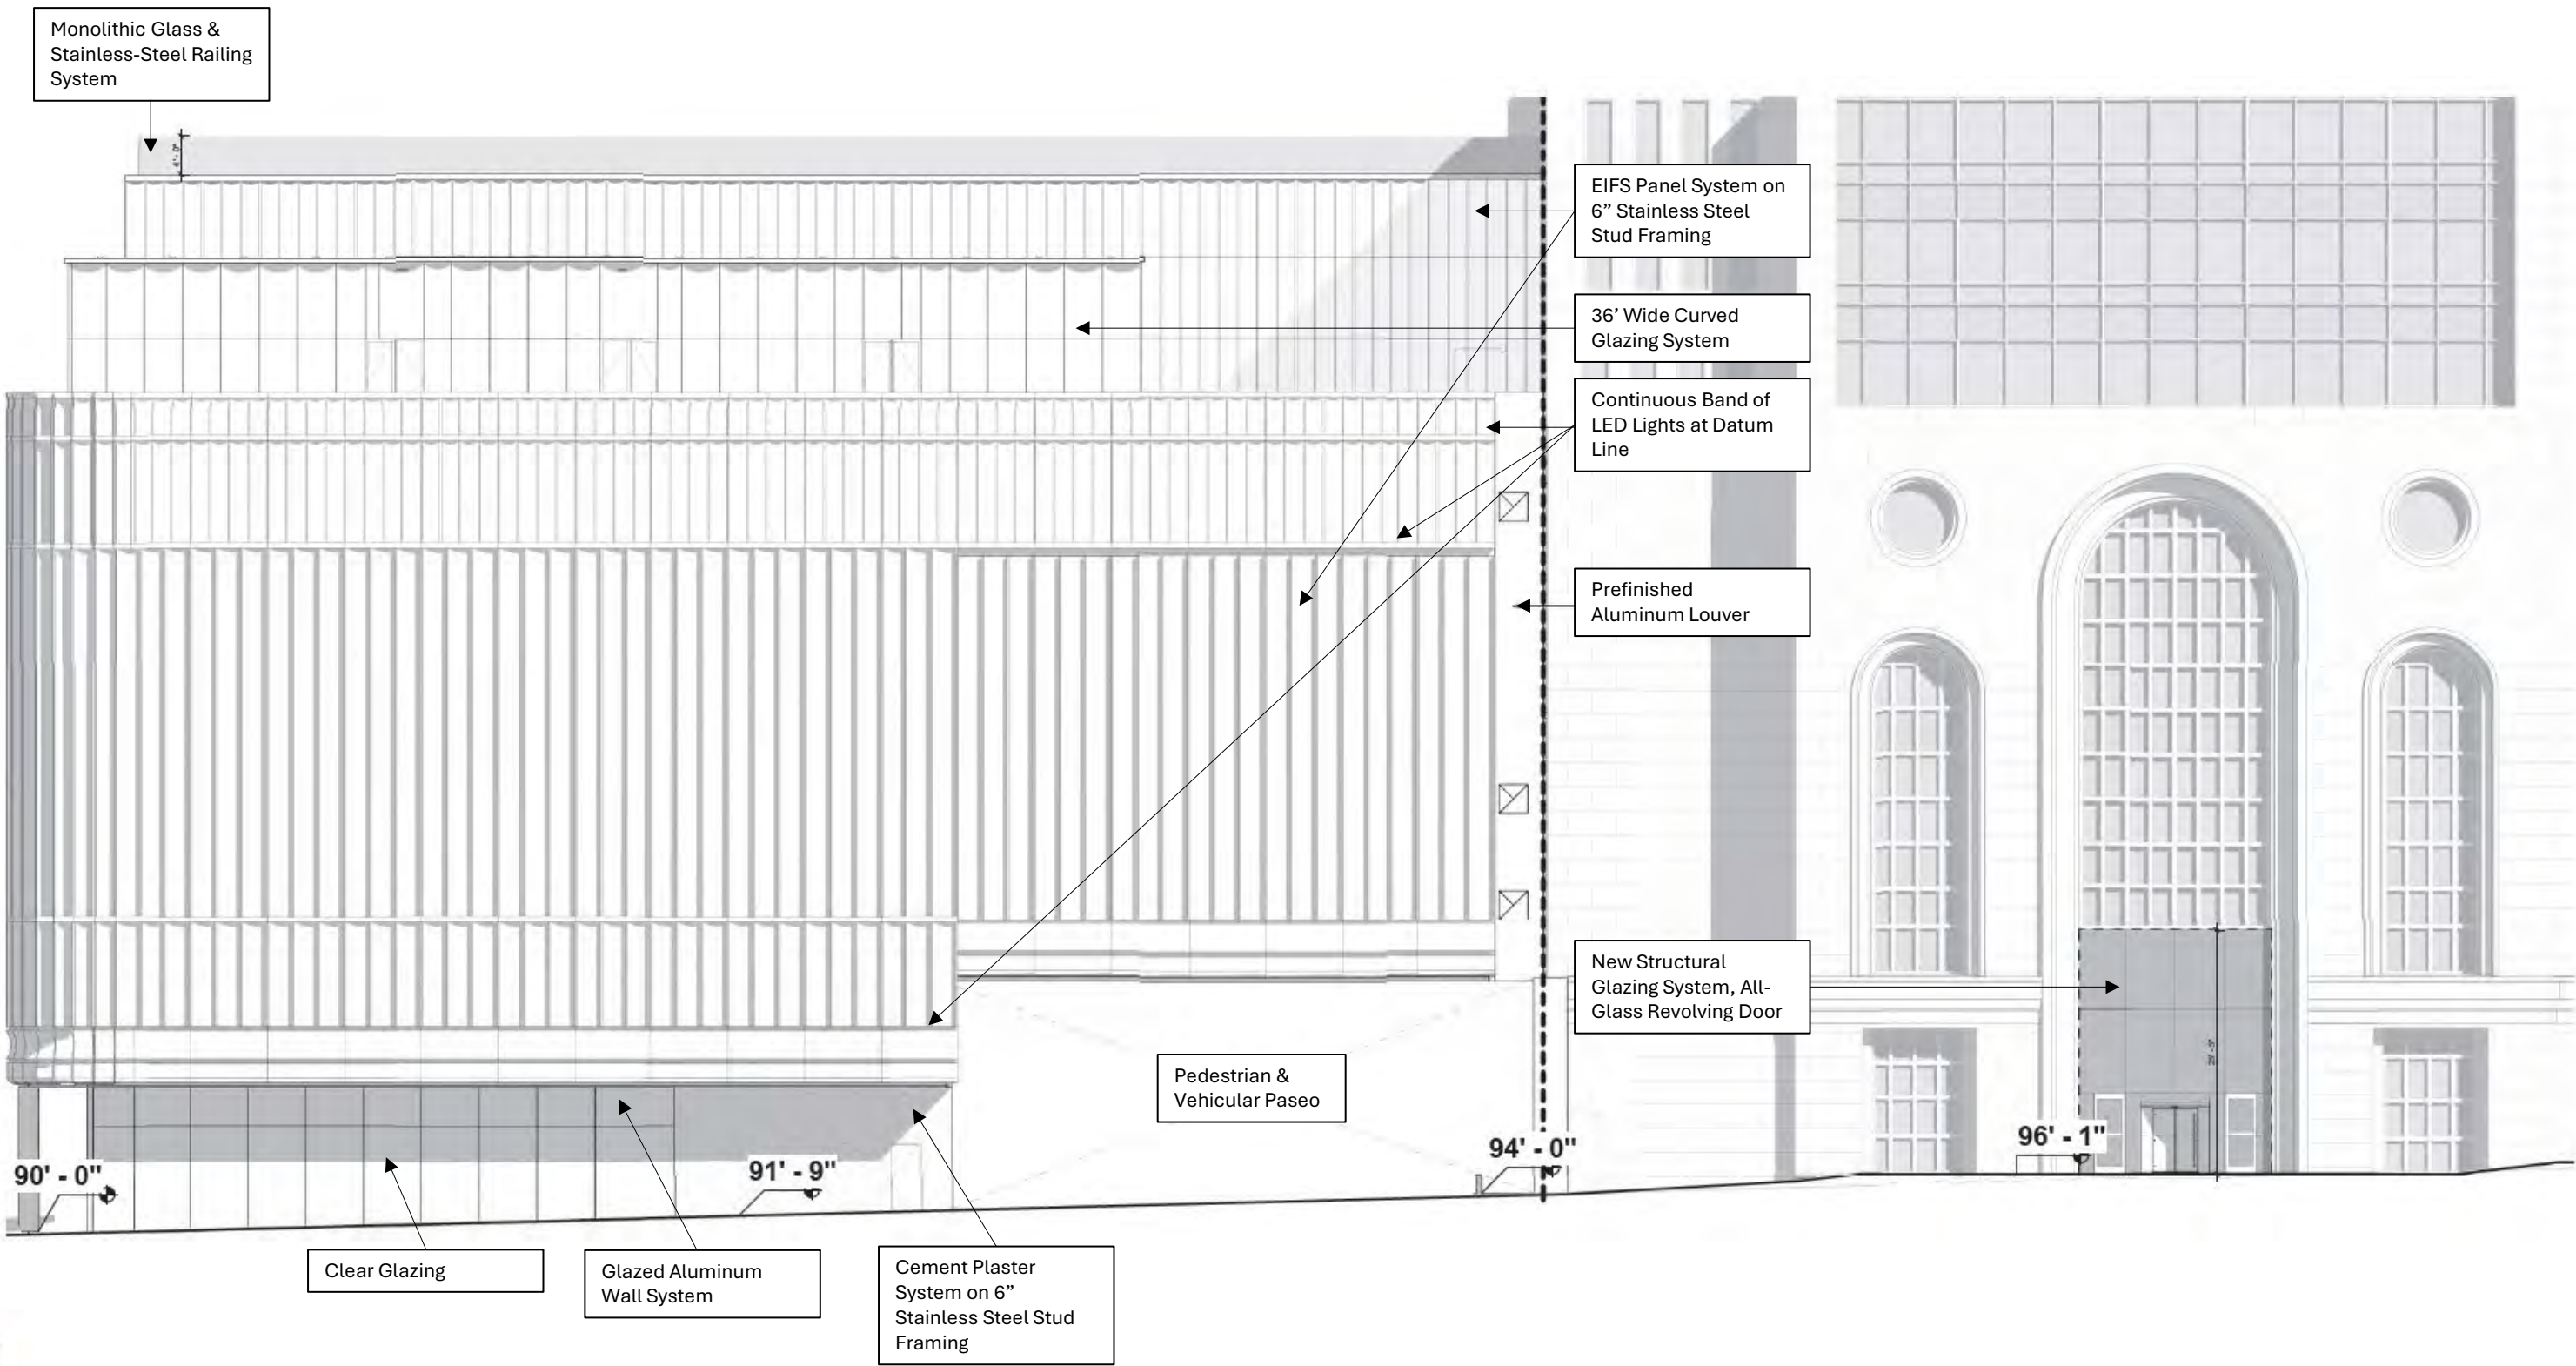 Monolithic Glass &
Stainless-Steel Railing
System
4' - 0"
EIFS Panel System on
6” Stainless Steel
Stud Framing
36’ Wide Curved
Glazing System
Continuous Band of
LED Lights at Datum
Line
Prefinished
Aluminum Louver
New Structural
Glazing System, All-
Glass Revolving Door
Pedestrian &
Vehicular Paseo
90' - 0"
91' - 9"
94' - 0"
96' - 1"
Clear Glazing
Glazed Aluminum
Wall System
Cement Plaster
System on 6”
Stainless Steel Stud
Framing